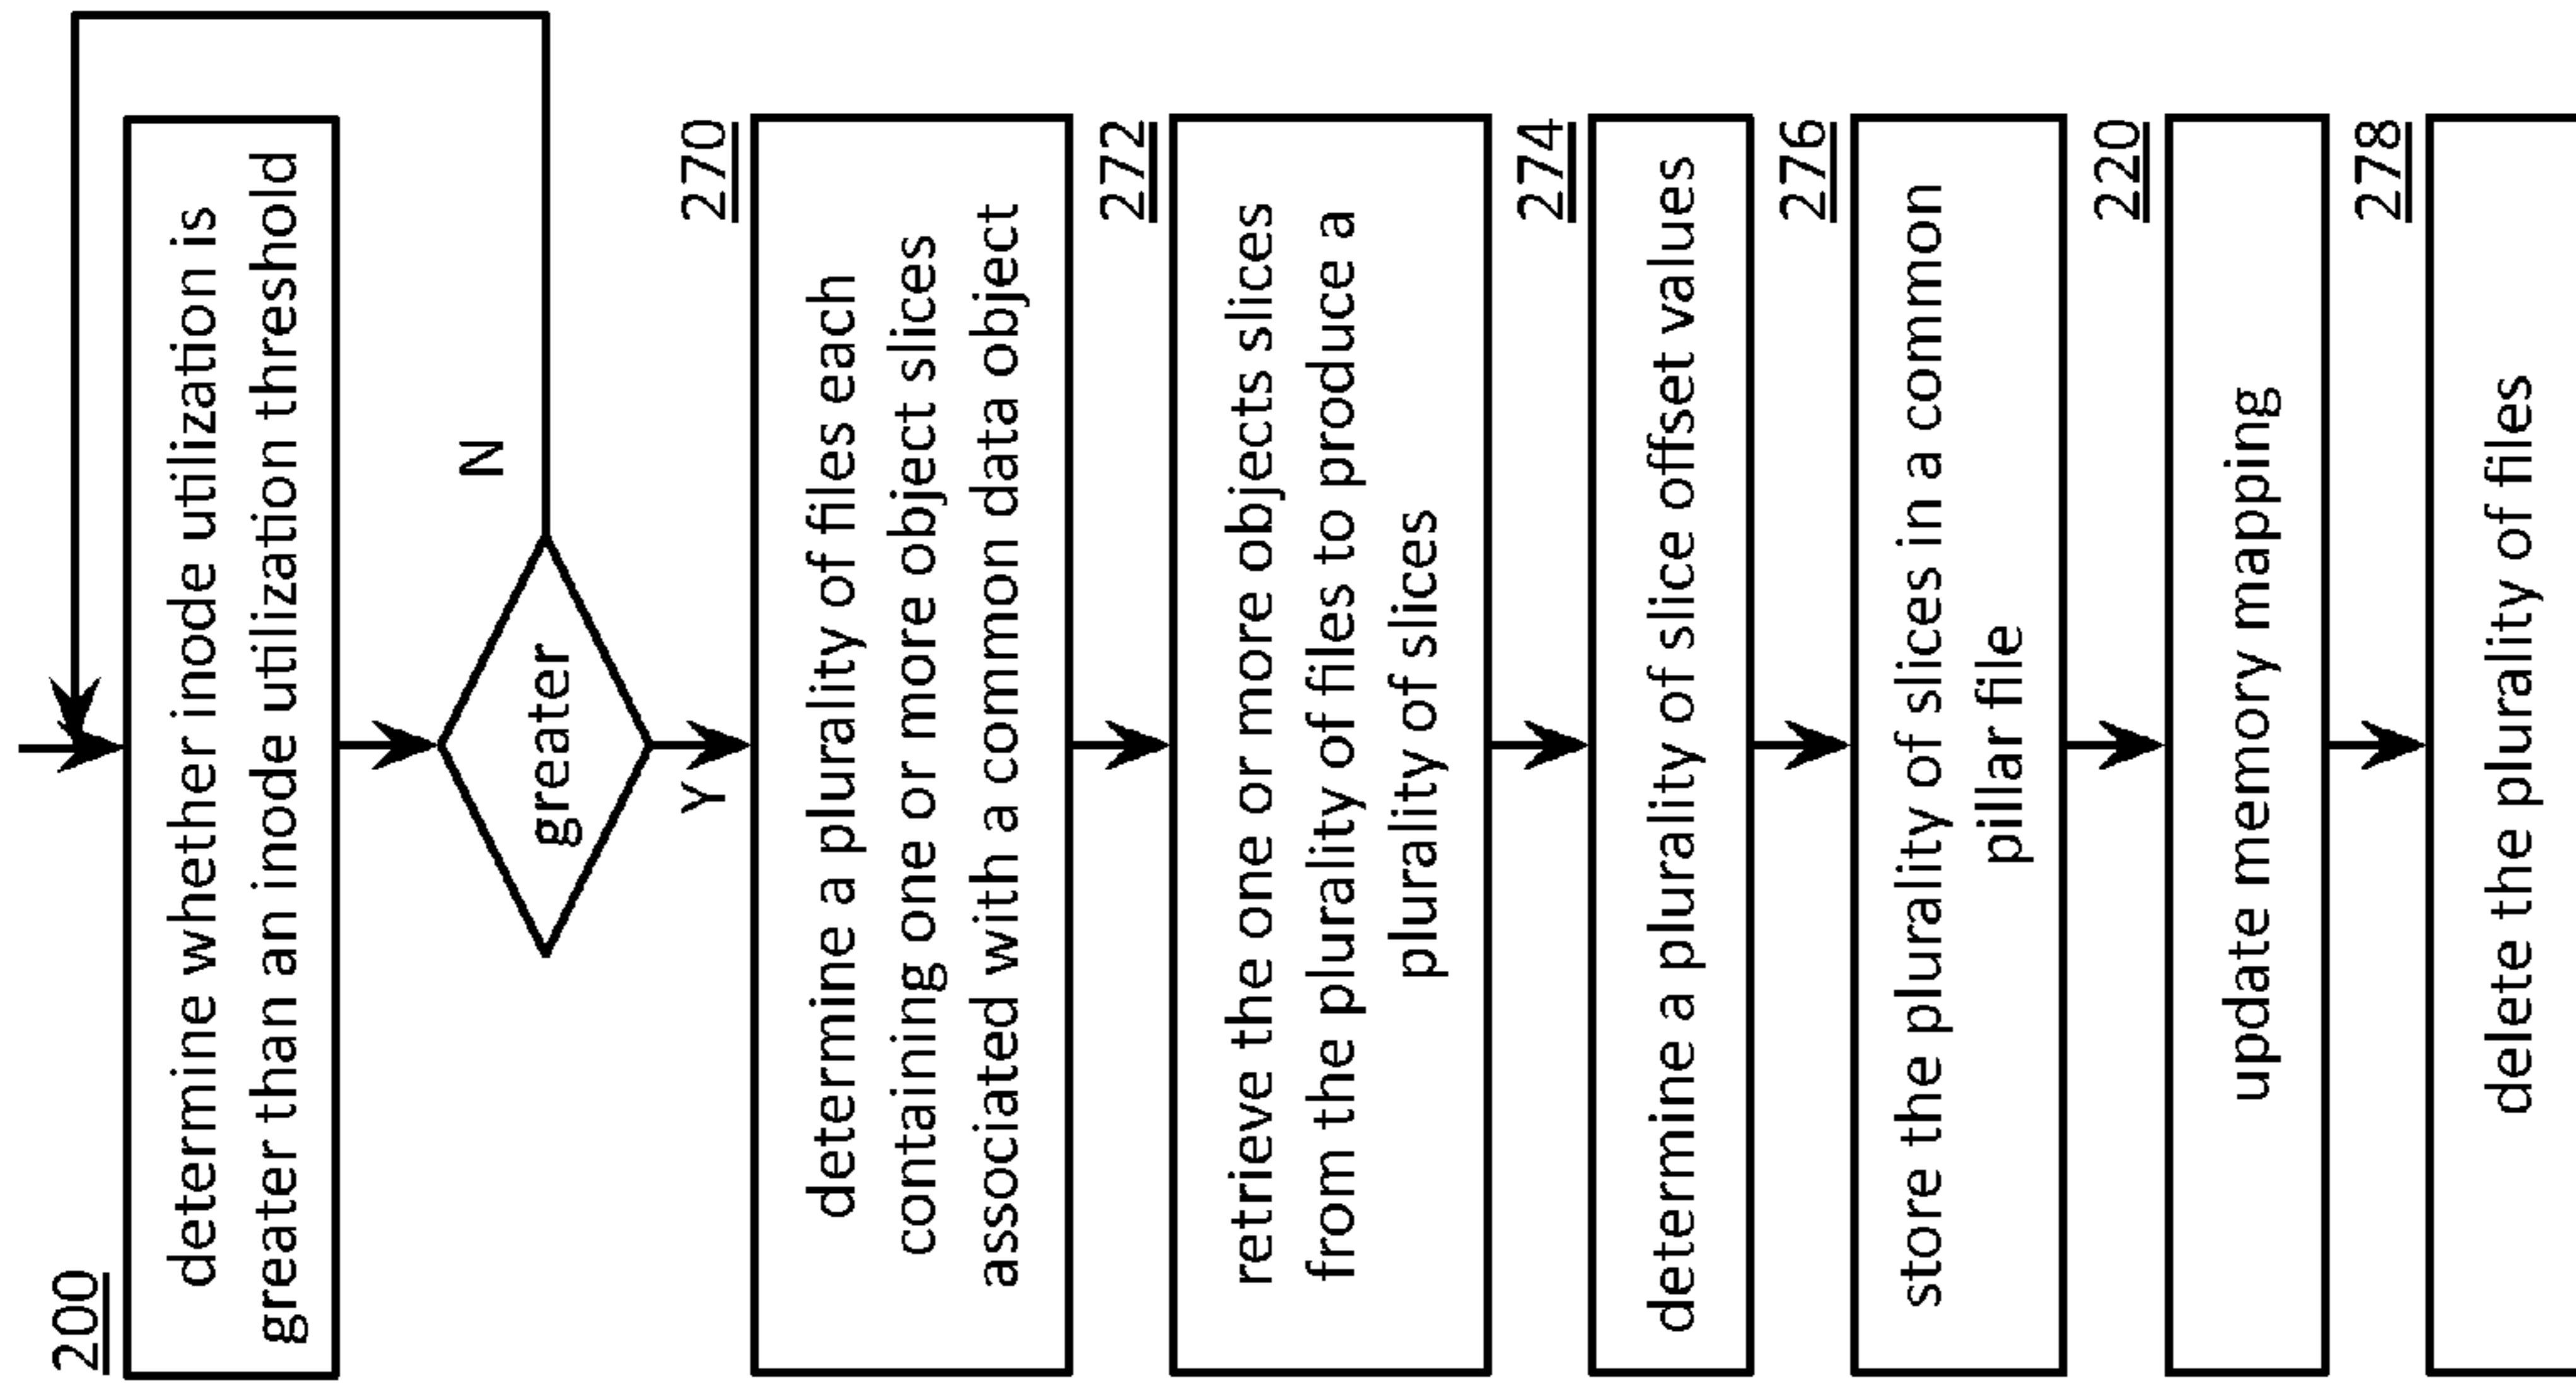 200
determine whether inode utilization is
greater than an inode utilization threshold
greater
N
Y
270
determine a plurality of files each
containing one or more object slices
associated with a common data object
272
retrieve the one or more objects slices
from the plurality of files to produce a
plurality of slices
274
determine a plurality of slice offset values
276
store the plurality of slices in a common
pillar file
220
update memory mapping
278
delete the plurality of files